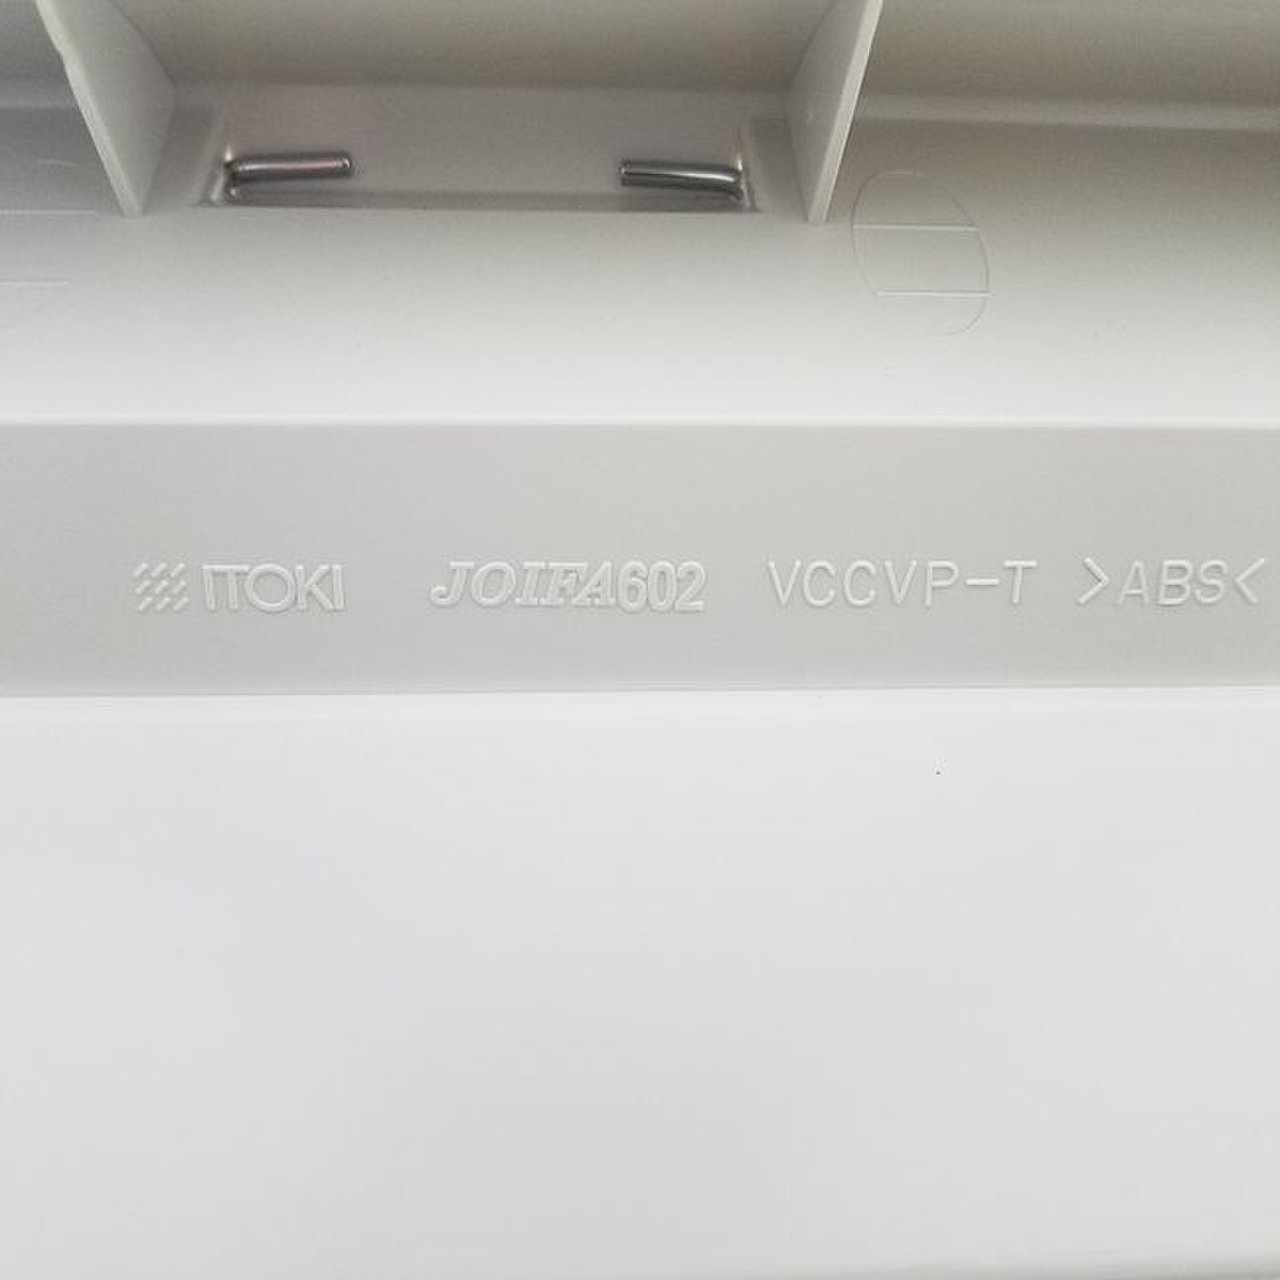 ITOKI JOIFA602 VCCVP-T >ABS<